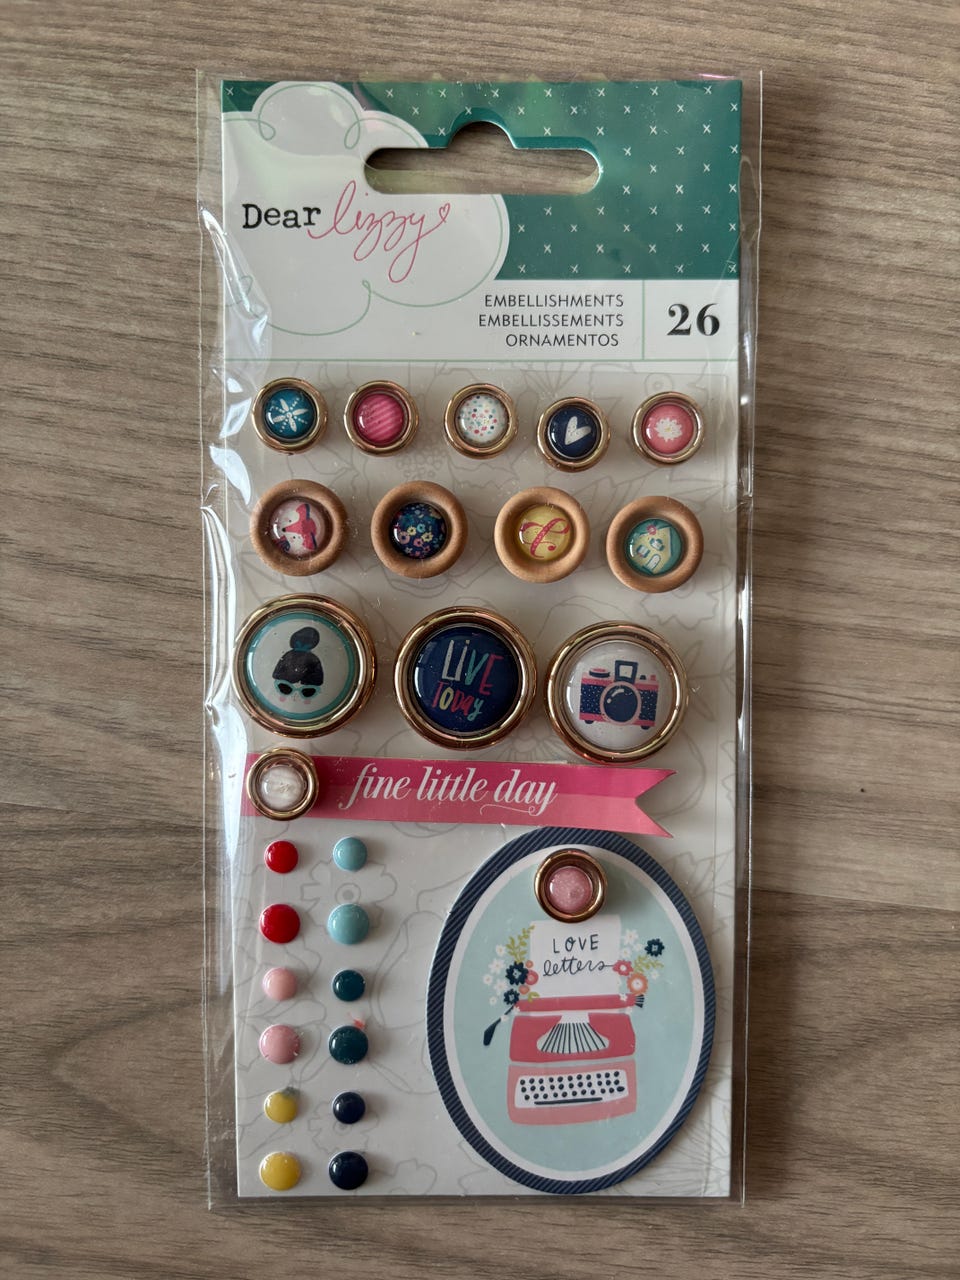 Dear lizzy
EMBELLISHMENTS
EMBELLISSEMENTS
ORNAMENTOS
26
LIVE
TODAY
fine little day
LOVE
letters